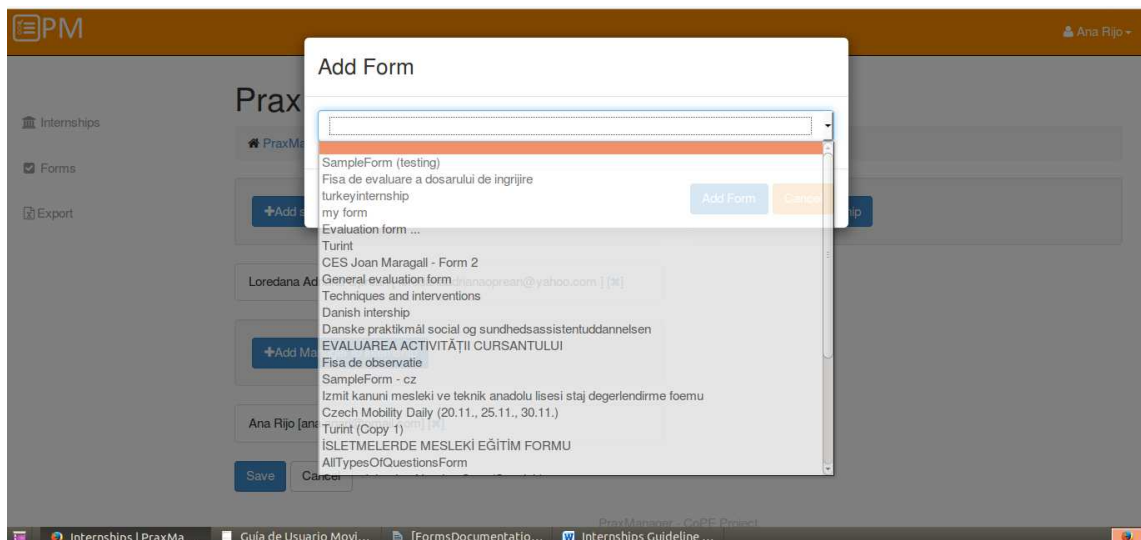 PM
Ana Rijo
Add Form
Prax
Internships
PraxMa
SampleForm (testing)
Forms
Fisa de evaluare a dosarului de ingrijire
turkeyinternship
Add Form
Cancel
Export
+Add s
my form
ip
Evaluation form ...
Turint
CES Joan Maragall - Form 2
Loredana Ad
General evaluation form
Techniques and interventions
Danish intership
Danske praktikmål social og sundhedsassistentuddannelsen
+Add Ma
EVALUAREA ACTIVITĂȚII CURSANTULUI
Fisa de observatie
SampleForm - cz
Izmit kanuni mesleki ve teknik anadolu lisesi staj degerlendirme foemu
Czech Mobility Daily (20.11., 25.11., 30.11.)
Ana Rijo [ana
Turint (Copy 1)
İSLETMELERDE MESLEKİ EĞİTİM FORMU
AllTypesOfQuestionsForm
Save
Cancel
PraxManager - CoPE Project
Internships | PraxMa...
Guía de Usuario Movi...
[FormsDocumentatio...
Internships Guideline ...